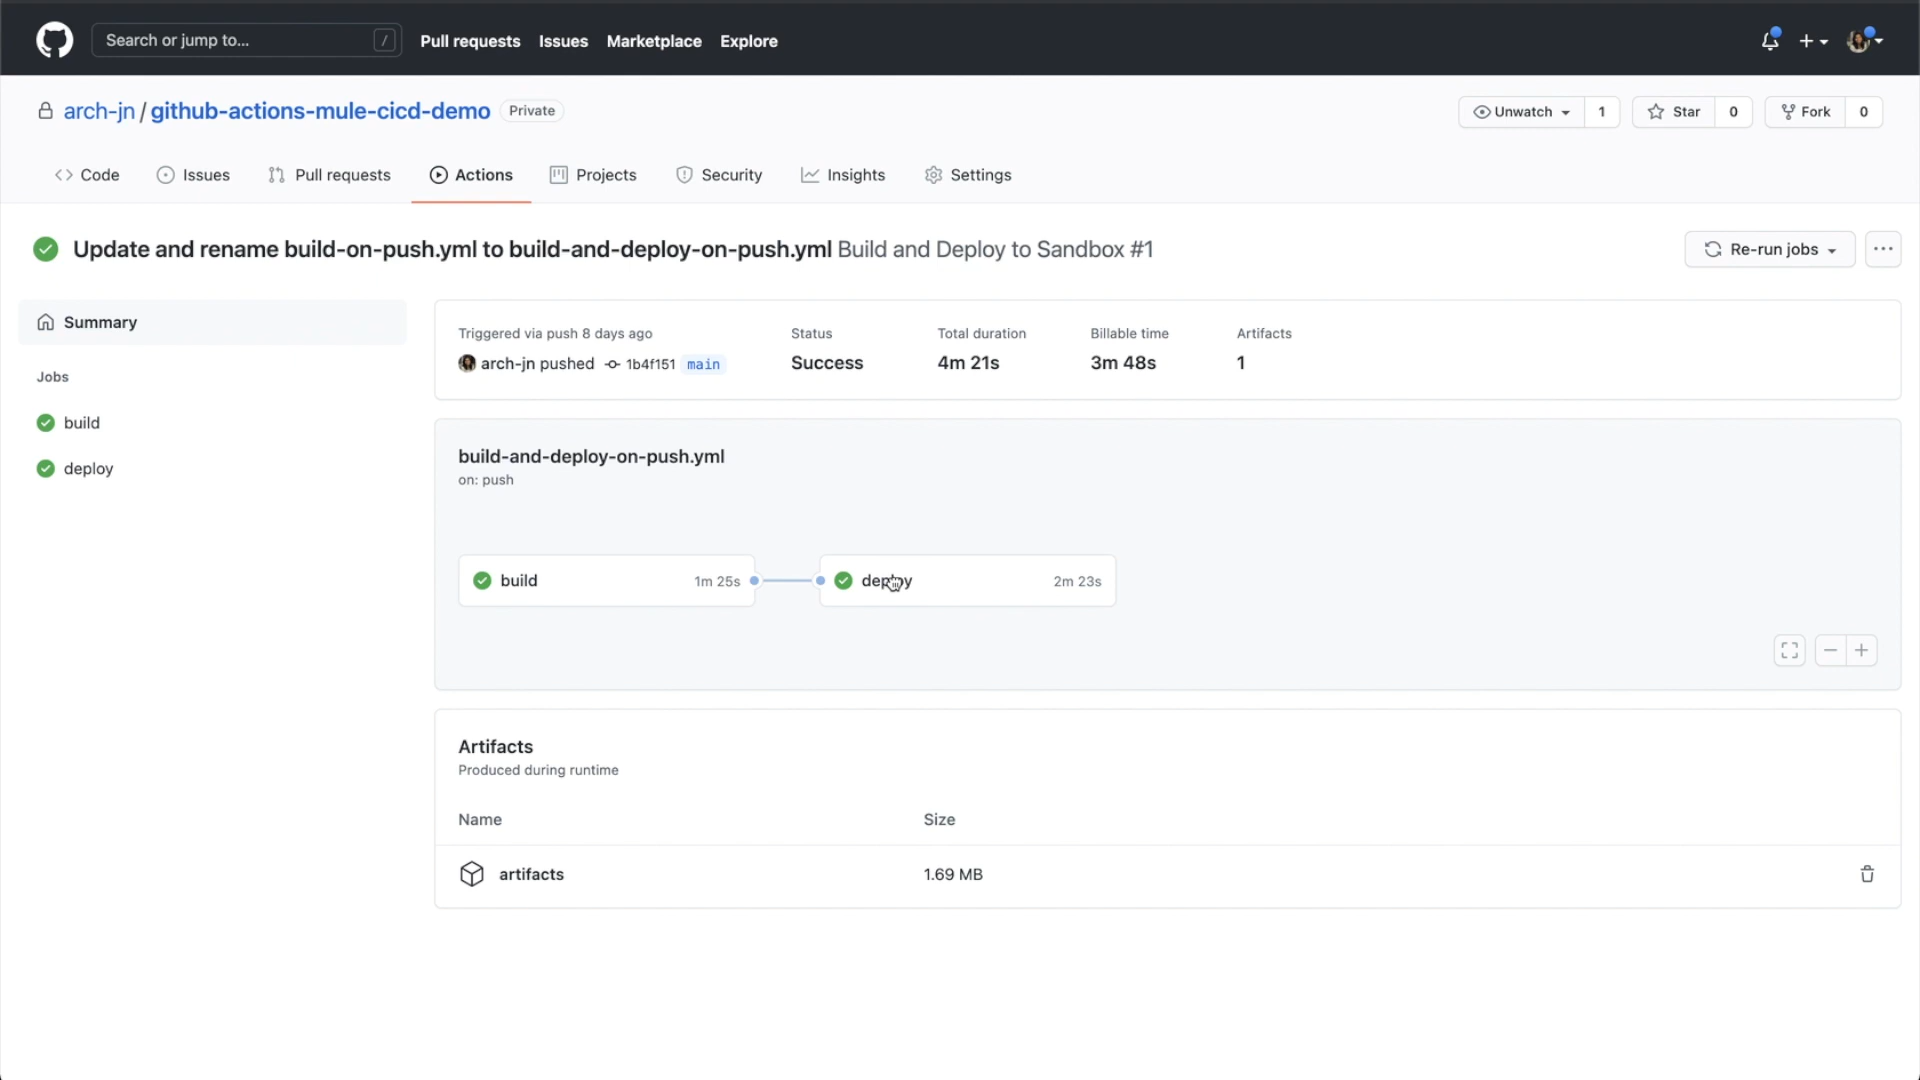 Search or jump to... /
Pull requests Issues Marketplace Explore
arch-jn / github-actions-mule-cicd-demo Private
Unwatch 1 Star 0 Fork 0
Code Issues Pull requests Actions Projects Security Insights Settings
Update and rename build-on-push.yml to build-and-deploy-on-push.yml Build and Deploy to Sandbox #1
Re-run jobs
Summary
Jobs
build
deploy
Triggered via push 8 days ago
arch-jn pushed 1b4f151 main
Status
Success
Total duration
4m 21s
Billable time
3m 48s
Artifacts
1
build-and-deploy-on-push.yml
on: push
build 1m 25s
deploy 2m 23s
Artifacts
Produced during runtime
Name Size
artifacts 1.69 MB